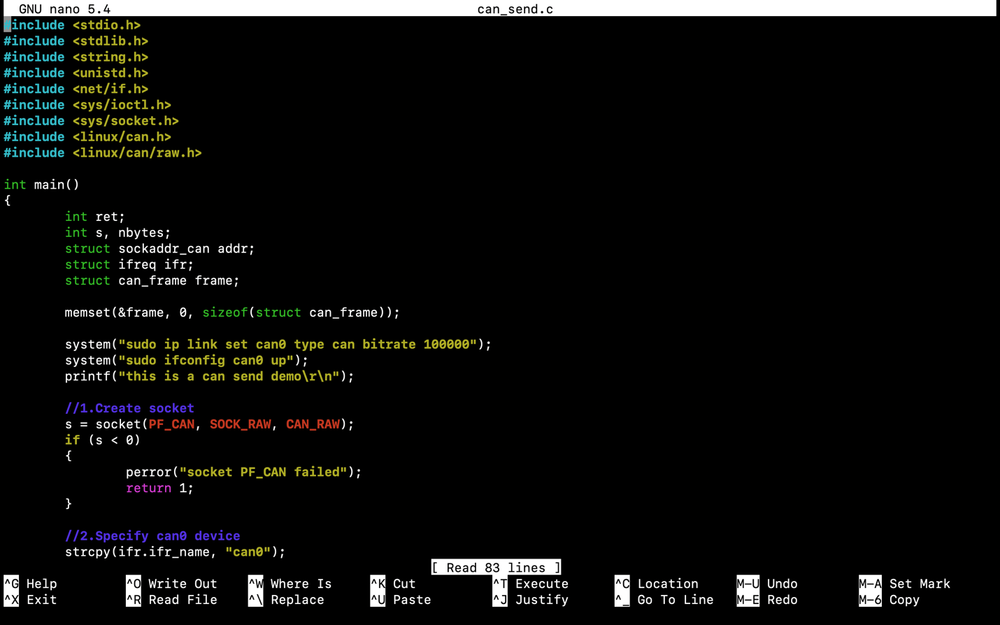 GNU nano 5.4 can_send.c
#include <stdio.h>
#include <stdlib.h>
#include <string.h>
#include <unistd.h>
#include <net/if.h>
#include <sys/ioctl.h>
#include <sys/socket.h>
#include <linux/can.h>
#include <linux/can/raw.h>

int main()
{
        int ret;
        int s, nbytes;
        struct sockaddr_can addr;
        struct ifreq ifr;
        struct can_frame frame;

        memset(&frame, 0, sizeof(struct can_frame));

        system("sudo ip link set can0 type can bitrate 100000");
        system("sudo ifconfig can0 up");
        printf("this is a can send demo\r\n");

        //1.Create socket
        s = socket(PF_CAN, SOCK_RAW, CAN_RAW);
        if (s < 0)
        {
                perror("socket PF_CAN failed");
                return 1;
        }

        //2.Specify can0 device
        strcpy(ifr.ifr_name, "can0");
[ Read 83 lines ]
^G Help ^O Write Out ^W Where Is ^K Cut ^T Execute ^C Location M-U Undo M-A Set Mark
^X Exit ^R Read File ^\ Replace ^U Paste ^J Justify ^_ Go To Line M-E Redo M-6 Copy